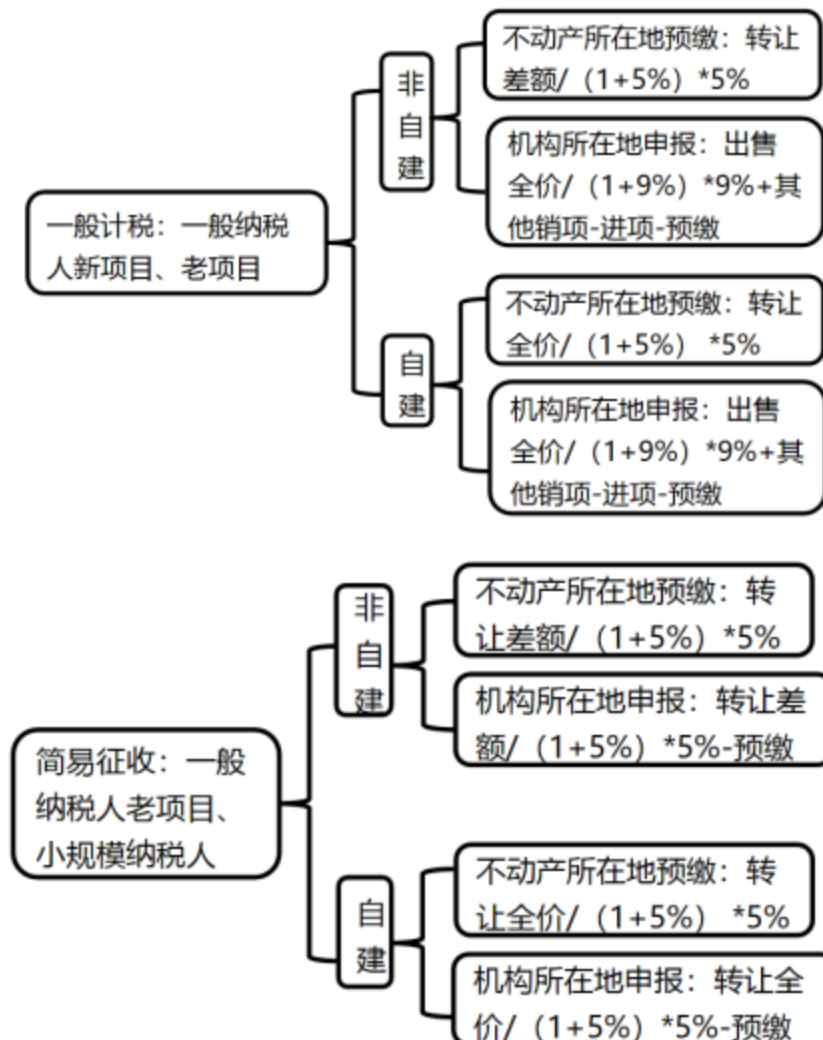 一般计税：一般纳税
人新项目、老项目
非
自
建
不动产所在地预缴：转让
差额/（1+5%）*5%
机构所在地申报：出售
全价/（1+9%）*9%+其
他销项-进项-预缴
自
建
不动产所在地预缴：转让
全价/（1+5%） *5%
机构所在地申报：出售
全价/（1+9%）*9%+其
他销项-进项-预缴
简易征收：一般
纳税人老项目、
小规模纳税人
非
自
建
不动产所在地预缴：转
让差额/（1+5%）*5%
机构所在地申报：转让差
额/（1+5%）*5%-预缴
自
建
不动产所在地预缴：转
让全价/（1+5%） *5%
机构所在地申报：转让全
价/（1+5%）*5%-预缴